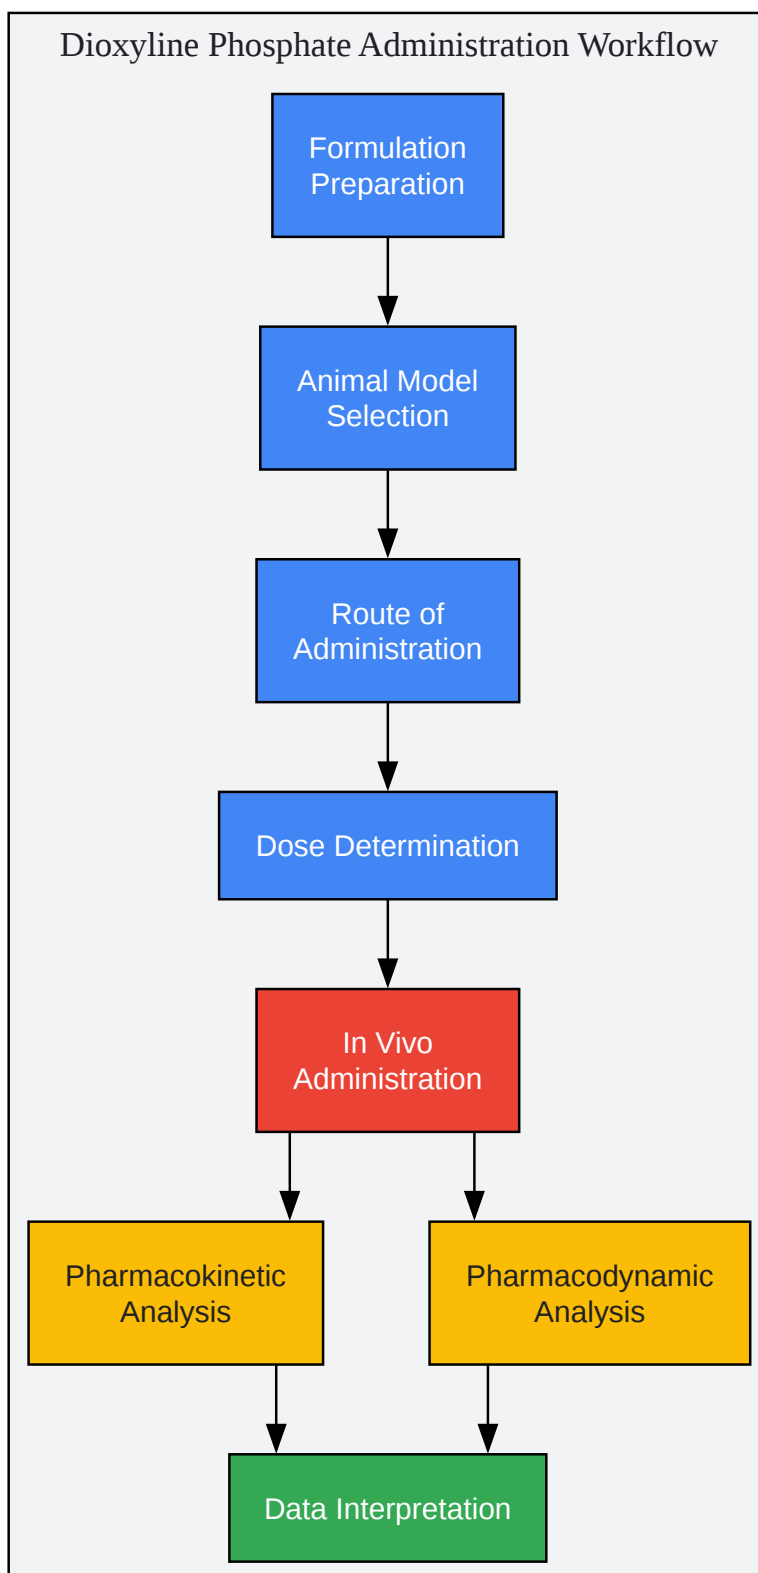 Dioxyline Phosphate Administration Workflow
Formulation
Preparation
Animal Model
Selection
Route of
Administration
Dose Determination
In Vivo
Administration
Pharmacokinetic
Analysis
Pharmacodynamic
Analysis
Data Interpretation